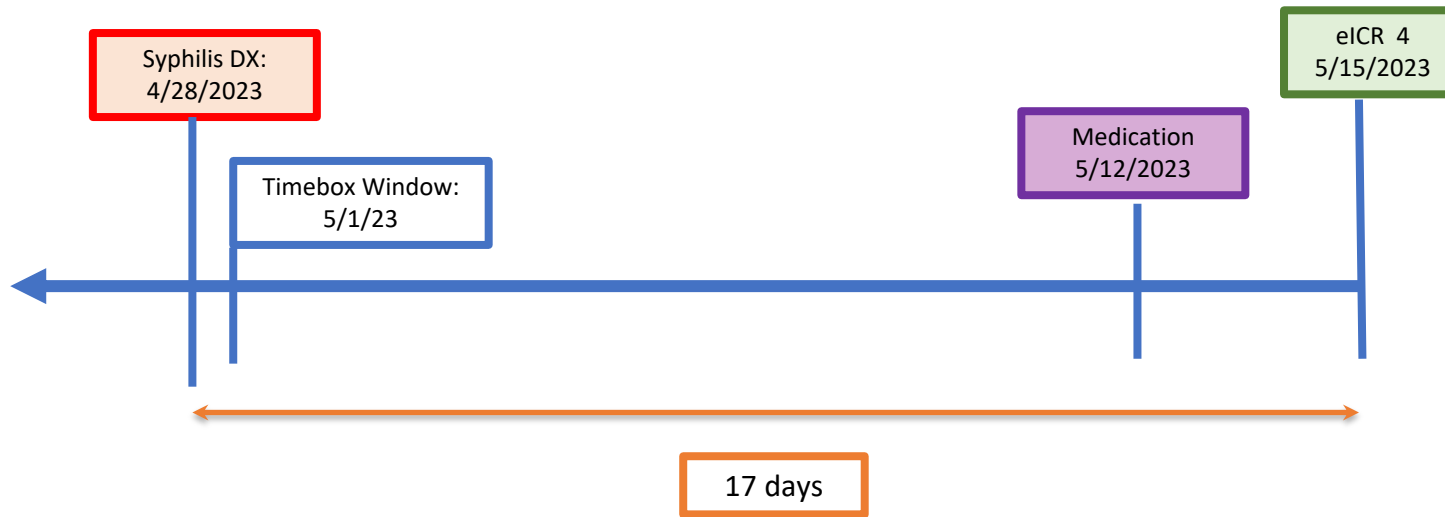 Syphilis DX:
4/28/2023
Timebox Window:
5/1/23
Medication
5/12/2023
eICR  4
5/15/2023
17 days